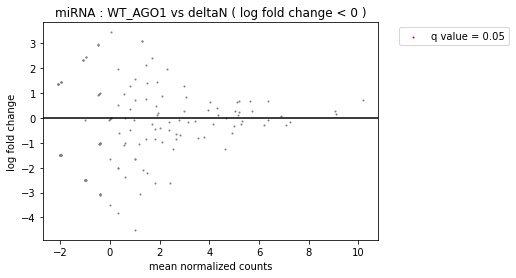 miRNA : WT_AGO1 vs deltaN ( log fold change < 0 )
q value = 0.05
log fold change
3
2
1
0
−1
−2
−3
−4
−2 0 2 4 6 8 10
mean normalized counts